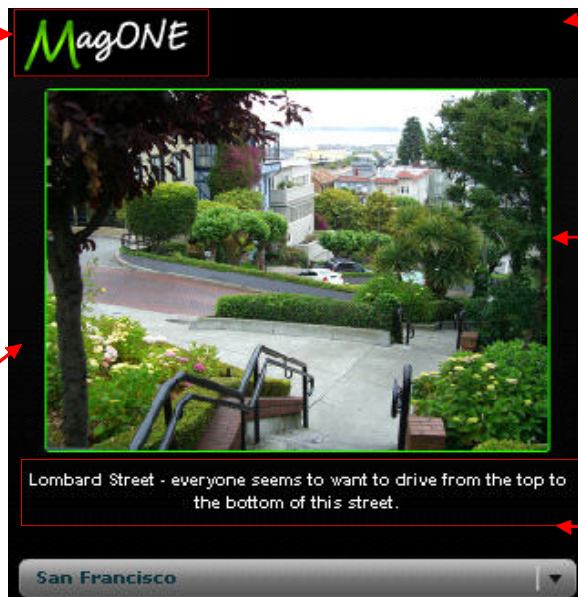 MagONE
Lombard Street - everyone seems to want to drive from the top to
the bottom of this street.
San Francisco